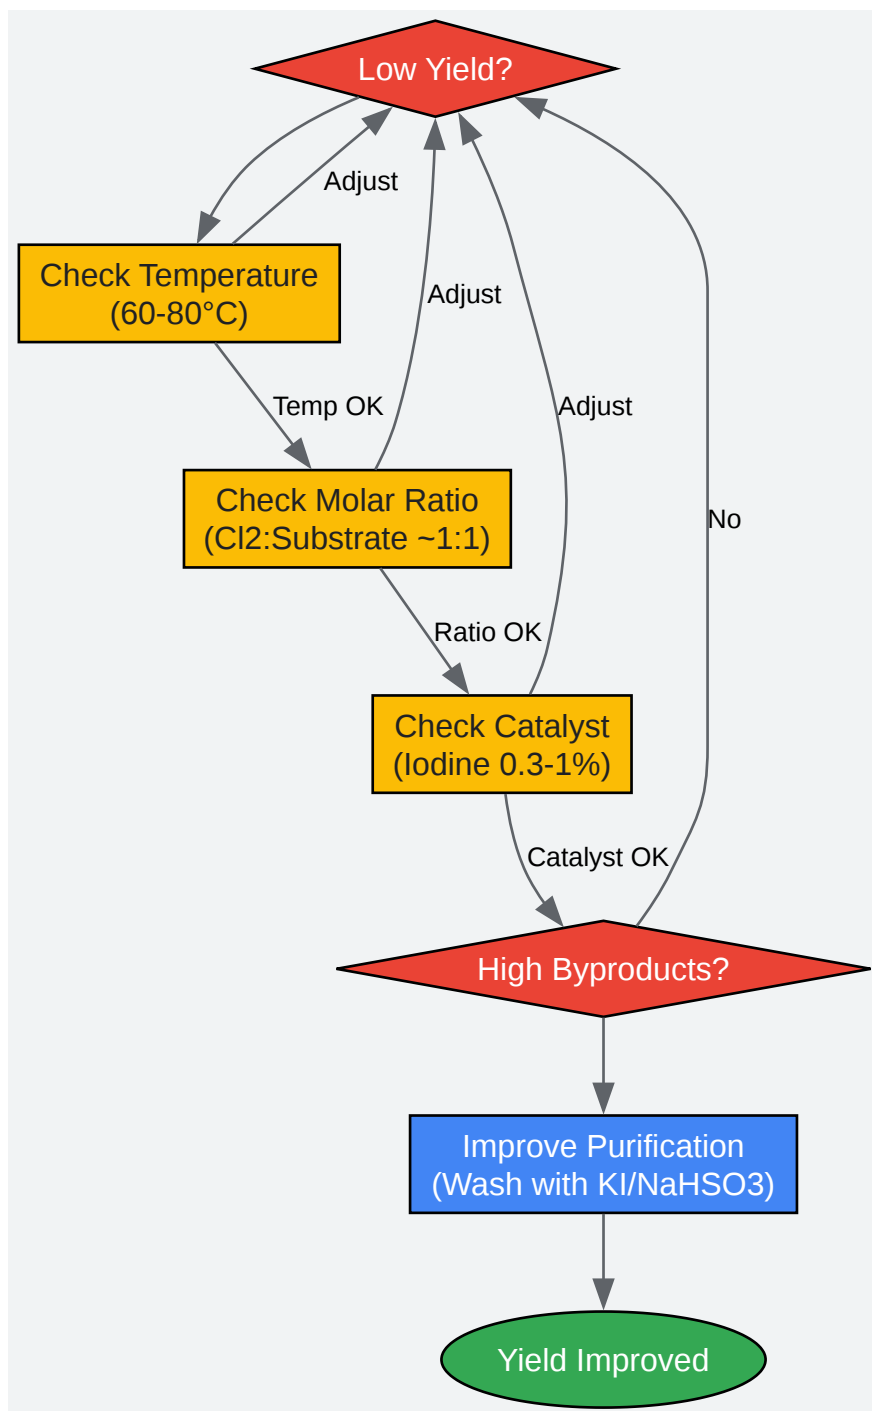 Low Yield?
Adjust
Check Temperature
(60-80°C)
Adjust
Temp OK
Adjust
Check Molar Ratio
(Cl2:Substrate ~1:1)
No
Ratio OK
Check Catalyst
(Iodine 0.3-1%)
Catalyst OK
High Byproducts?
Improve Purification
(Wash with KI/NaHSO3)
Yield Improved